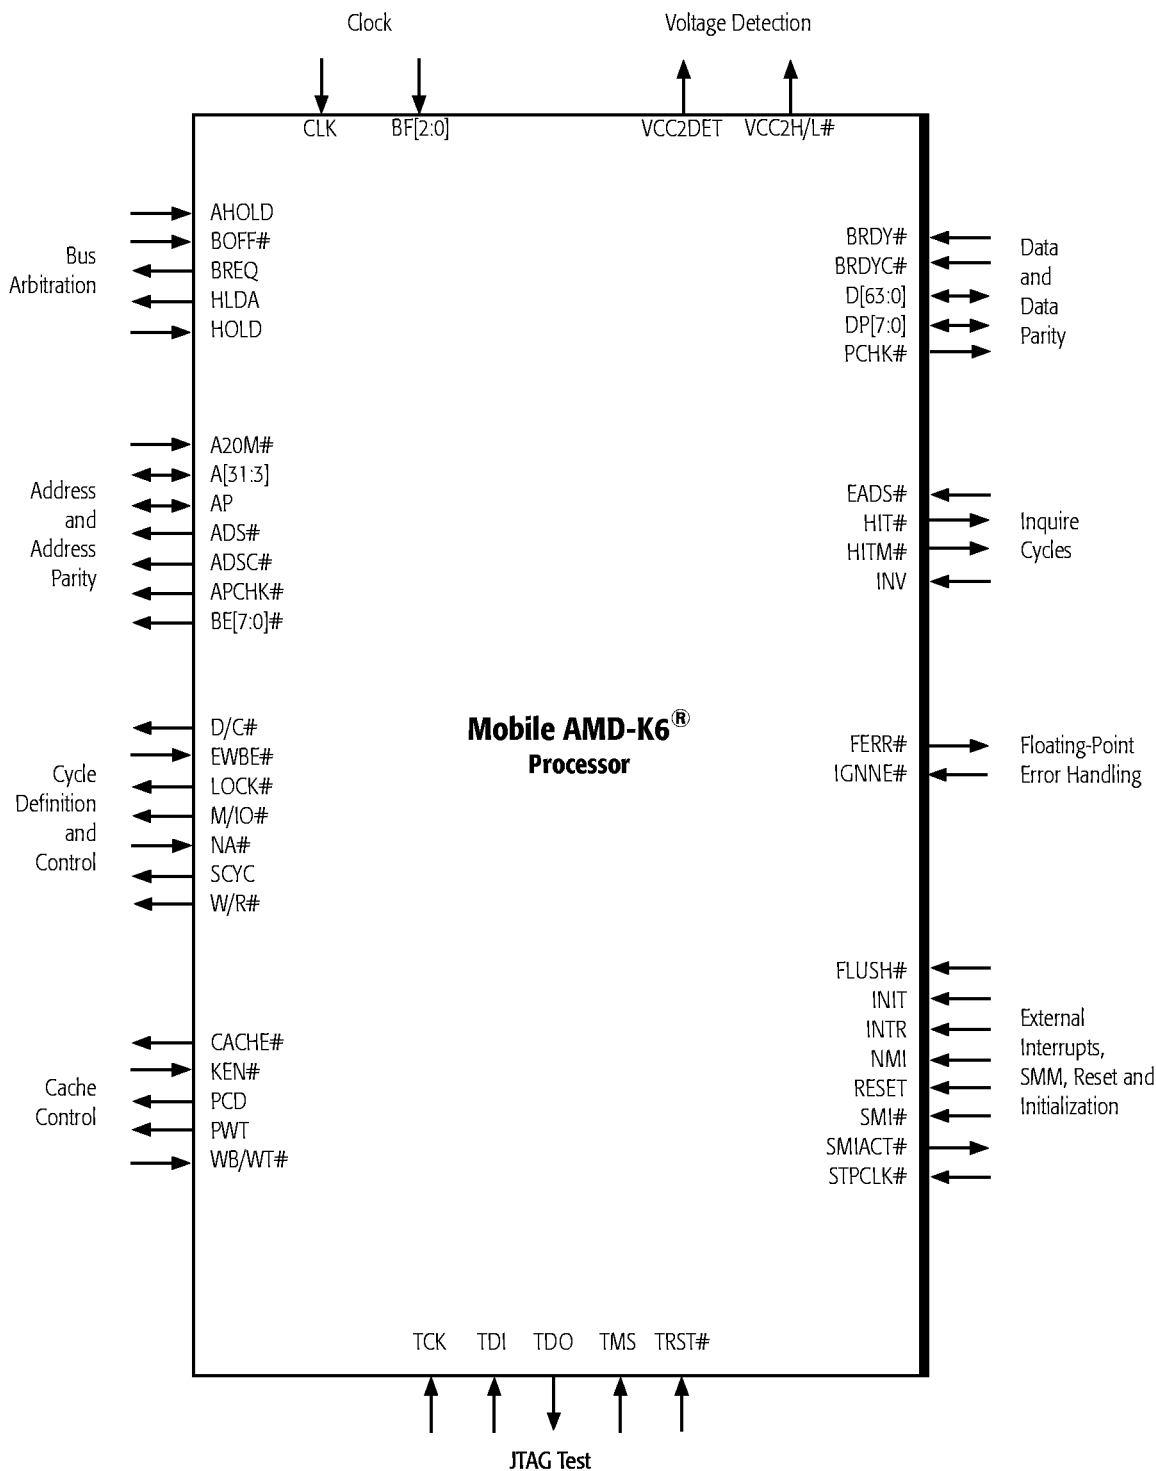 Clock
Voltage Detection
CLK
BF[2:0]
VCC2DET
VCC2H/L#
Bus
Arbitration
AHOLD
BOFF#
BREQ
HLDA
HOLD
BRDY#
BRDYC#
D[63:0]
DP[7:0]
PCHK#
Data
and
Data
Parity
Address
and
Address
Parity
A20M#
A[31:3]
AP
ADS#
ADSC#
APCHK#
BE[7:0]#
EADS#
HIT#
HITM#
INV
Inquire
Cycles
Cycle
Definition
and
Control
D/C#
EWBE#
LOCK#
M/IO#
NA#
SCYC
W/R#
Mobile AMD-K6®
Processor
FERR#
IGNNE#
Floating-Point
Error Handling
Cache
Control
CACHE#
KEN#
PCD
PWT
WB/WT#
FLUSH#
INIT
INTR
NMI
RESET
SMI#
SMIACT#
STPCLK#
External
Interrupts,
SMM, Reset and
Initialization
TCK
TDI
TDO
TMS
TRST#
JTAG Test